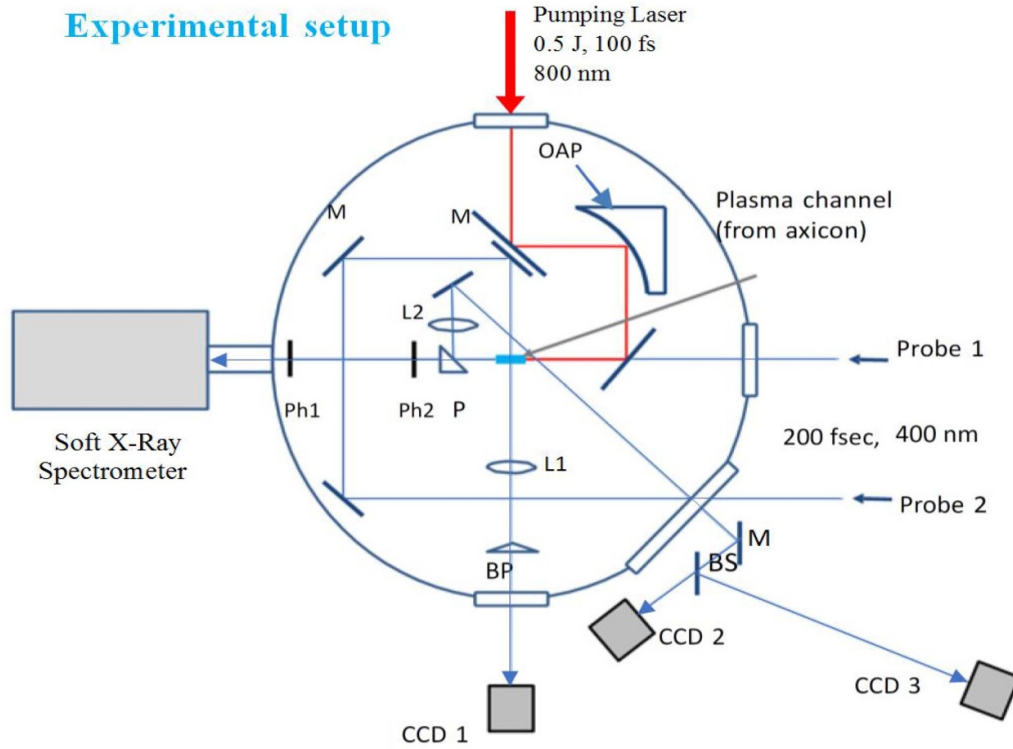 Experimental setup
Pumping Laser
0.5 J, 100 fs
800 nm
OAP
Plasma channel
(from axicon)
M
M
L2
Probe 1
Ph1
Ph2
P
Soft X-Ray
Spectrometer
200 fsec, 400 nm
L1
Probe 2
M
BP
BS
CCD 2
CCD 3
CCD 1